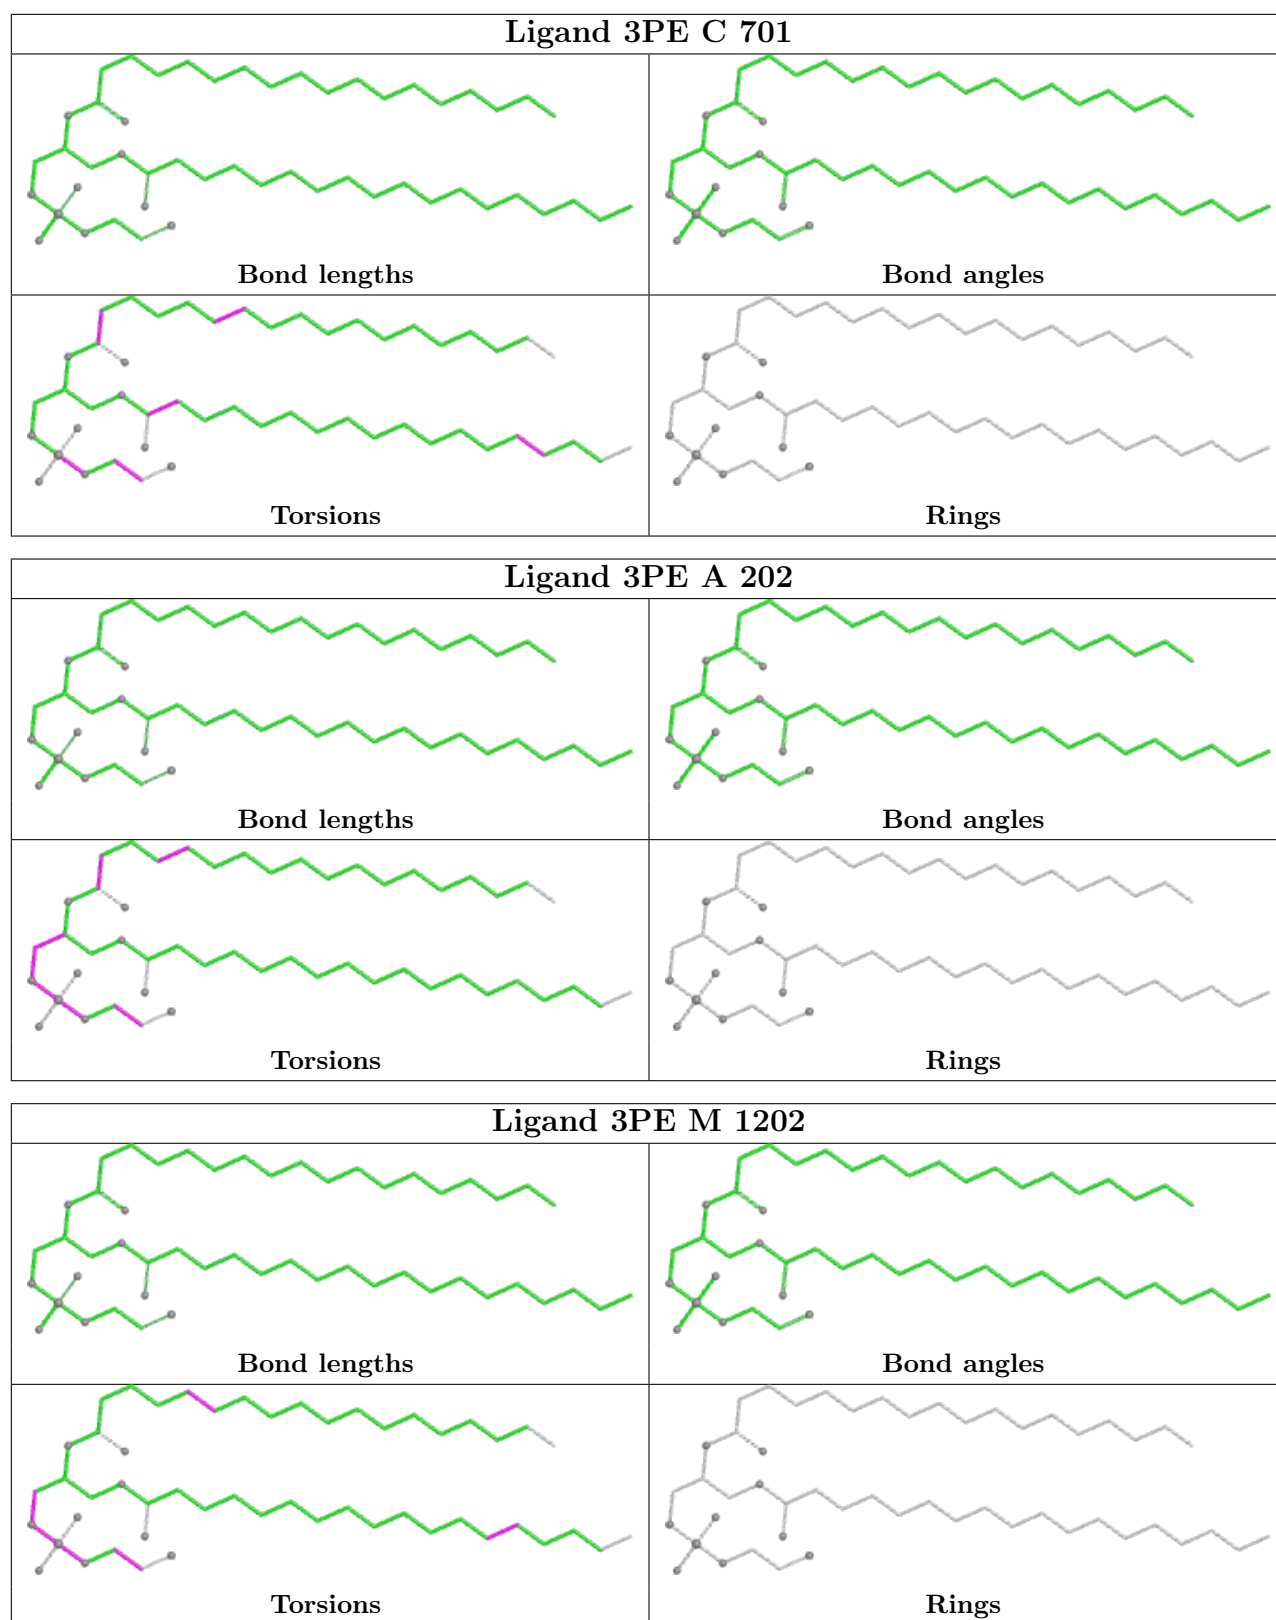 Ligand 3PE C 701
Bond lengths
Bond angles
Torsions
Rings
Ligand 3PE A 202
Bond lengths
Bond angles
Torsions
Rings
Ligand 3PE M 1202
Bond lengths
Bond angles
Torsions
Rings